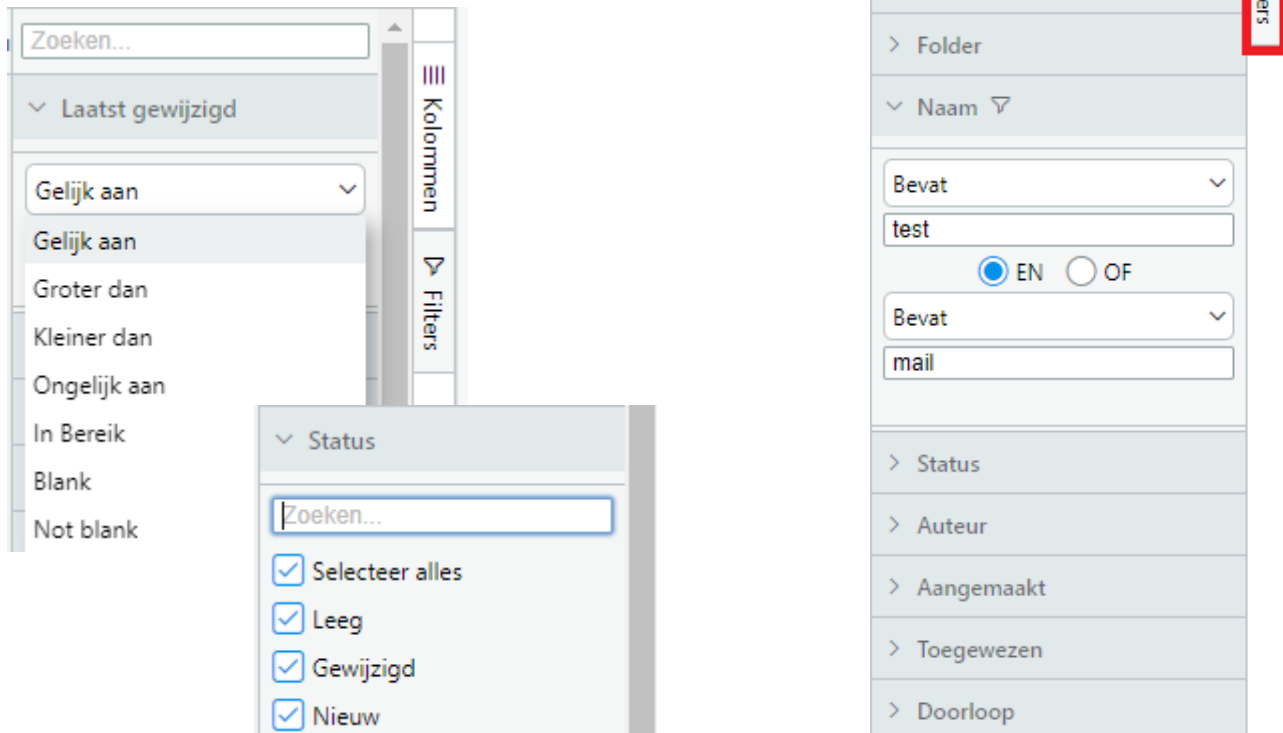 Zoeken...
Laatst gewijzigd
Gelijk aan
Gelijk aan
Groter dan
Kleiner dan
Ongelijk aan
In Bereik
Blank
Not blank
Kolommen
Filters
Status
Zoeken...
Selecteer alles
Leeg
Gewijzigd
Nieuw
ers
Folder
Naam
Bevat
test
EN OF
Bevat
mail
Status
Auteur
Aangemaakt
Toegewezen
Doorloop